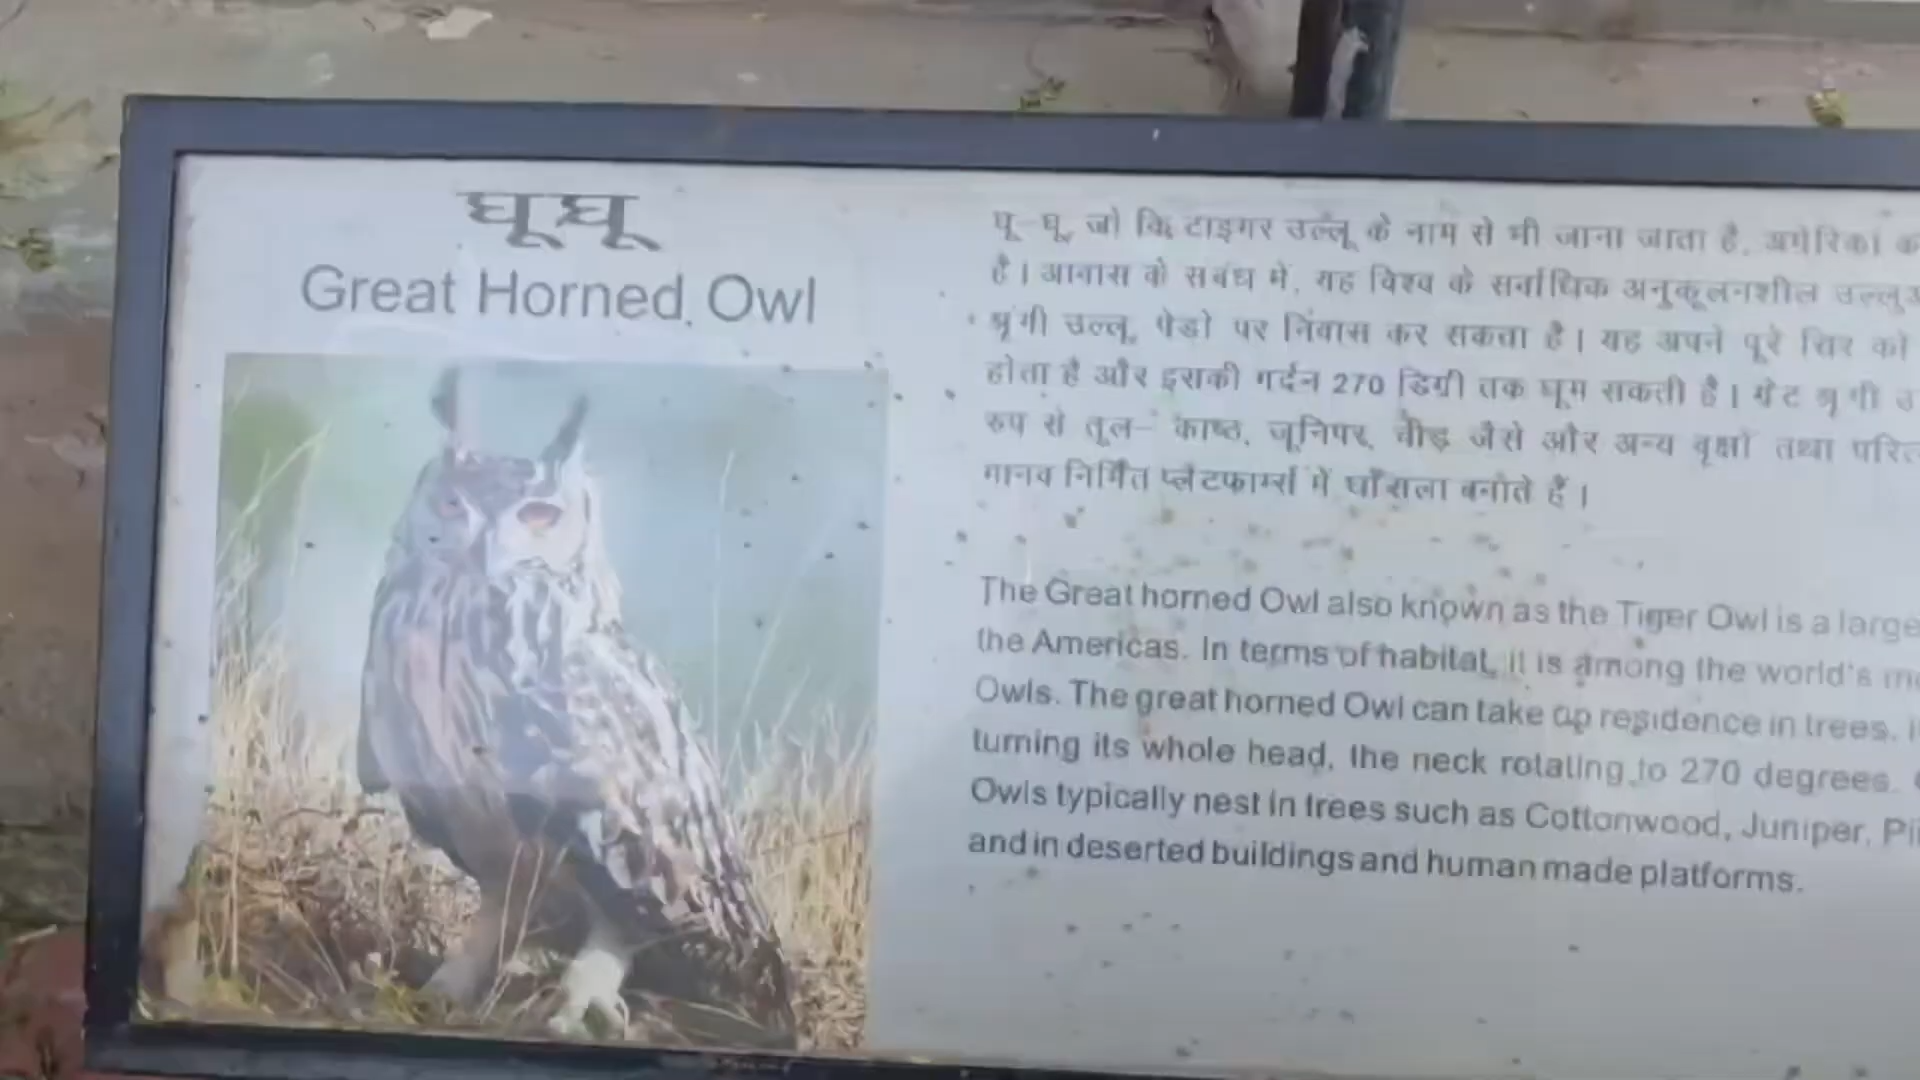 घूघू
Great Horned Owl
घू-घू, जो कि टाइगर उल्लू के नाम से भी जाना जाता है, अमेरिका
है। आवास के सबंध में, यह विश्व के सर्वाधिक अनुकूलनशील
श्रृंगी उल्लू, पेडो पर निवास कर सकता है। यह अपने पूरे सिर को
होता है और इसकी गर्दन 270 डिग्री तक घूम सकती है। ग्रेट श्रृंगी
रुप से तूल- काष्ठ, जूनिपर, चीड़ जैसे और अन्य वृक्षों तथा
मानव निर्मित प्लेटफार्म्स में घोंसला बनाते हैं।
The Great horned Owl also known as the Tiger Owl is a large
the Americas. In terms of habitat, it is among the world's
Owls. The great horned Owl can take up residence in trees.
turning its whole head, the neck rotating to 270 degrees.
Owls typically nest in trees such as Cottonwood, Juniper,
and in deserted buildings and human made platforms.